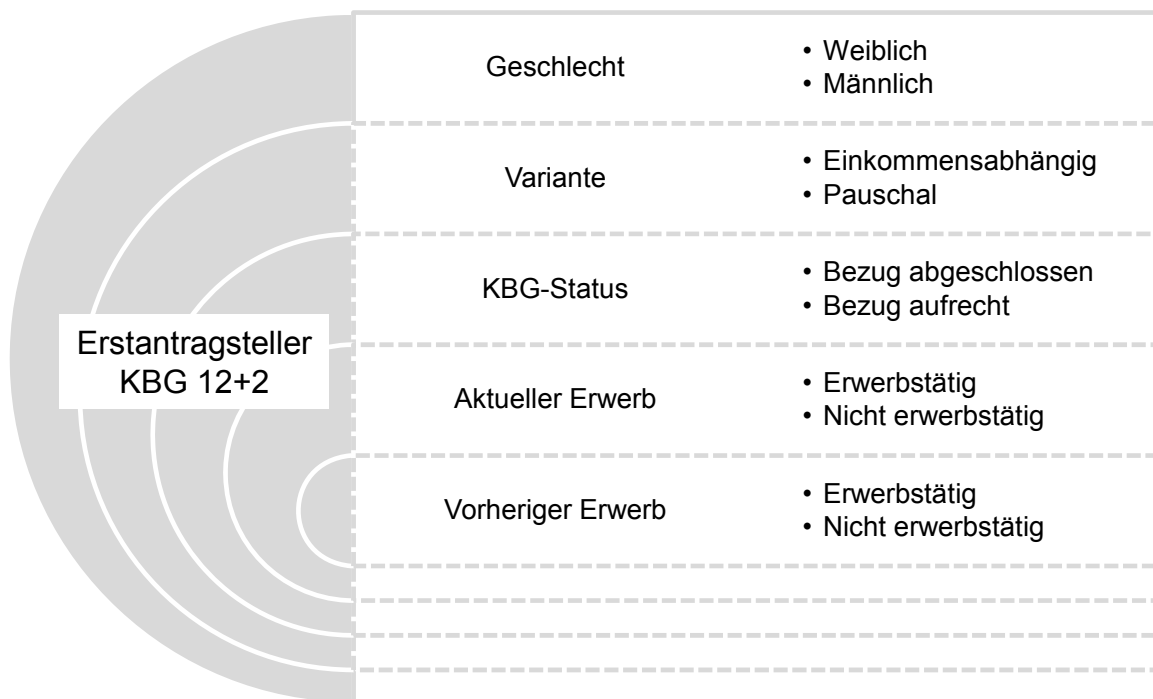 Geschlecht
• Weiblich
• Männlich
Variante
• Einkommensabhängig
• Pauschal
KBG-Status
• Bezug abgeschlossen
• Bezug aufrecht
Erstantragsteller
KBG 12+2
Aktueller Erwerb
• Erwerbstätig
• Nicht erwerbstätig
Vorheriger Erwerb
• Erwerbstätig
• Nicht erwerbstätig